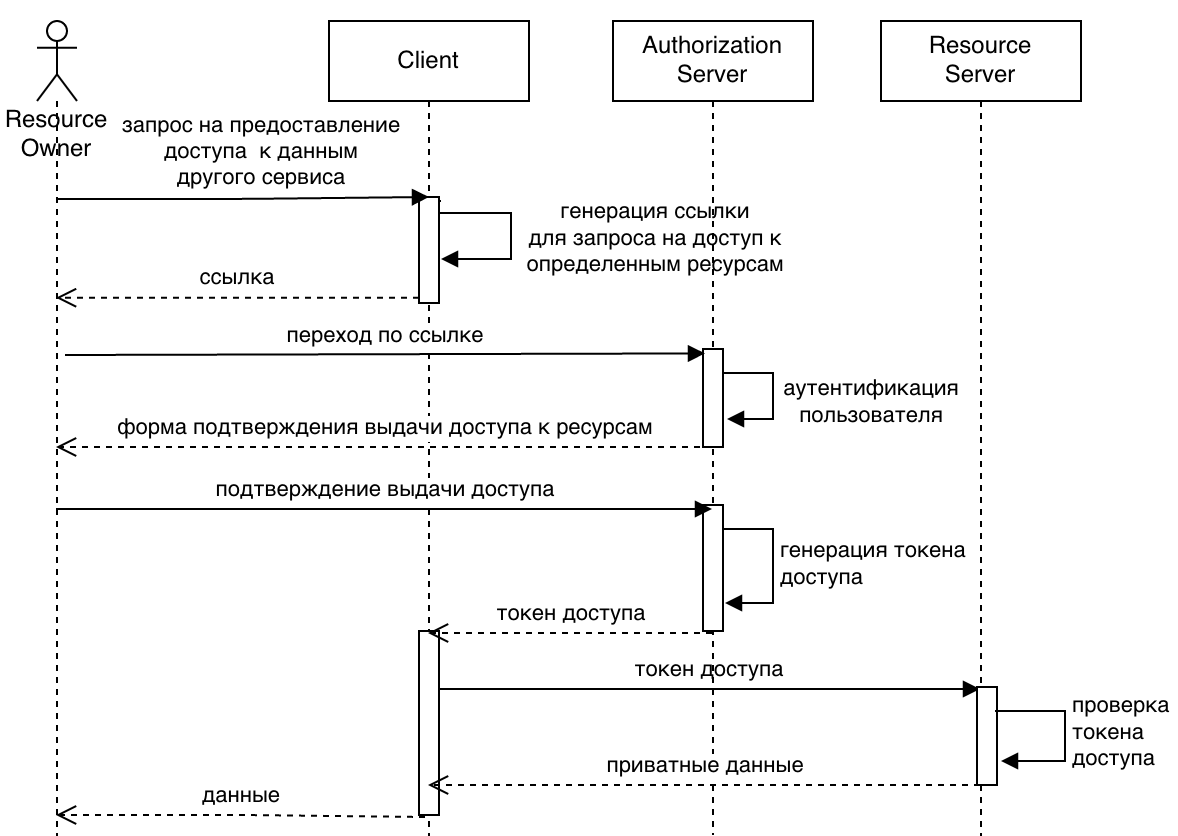 Client
Authorization
Server
Resource
Server
Resource
Owner
запрос на предоставление
доступа к данным
другого сервиса
генерация ссылки
для запроса на доступ к
определенным ресурсам
ссылка
переход по ссылке
аутентификация
пользователя
форма подтверждения выдачи доступа к ресурсам
подтверждение выдачи доступа
генерация токена
доступа
токен доступа
токен доступа
проверка
токена
доступа
приватные данные
данные